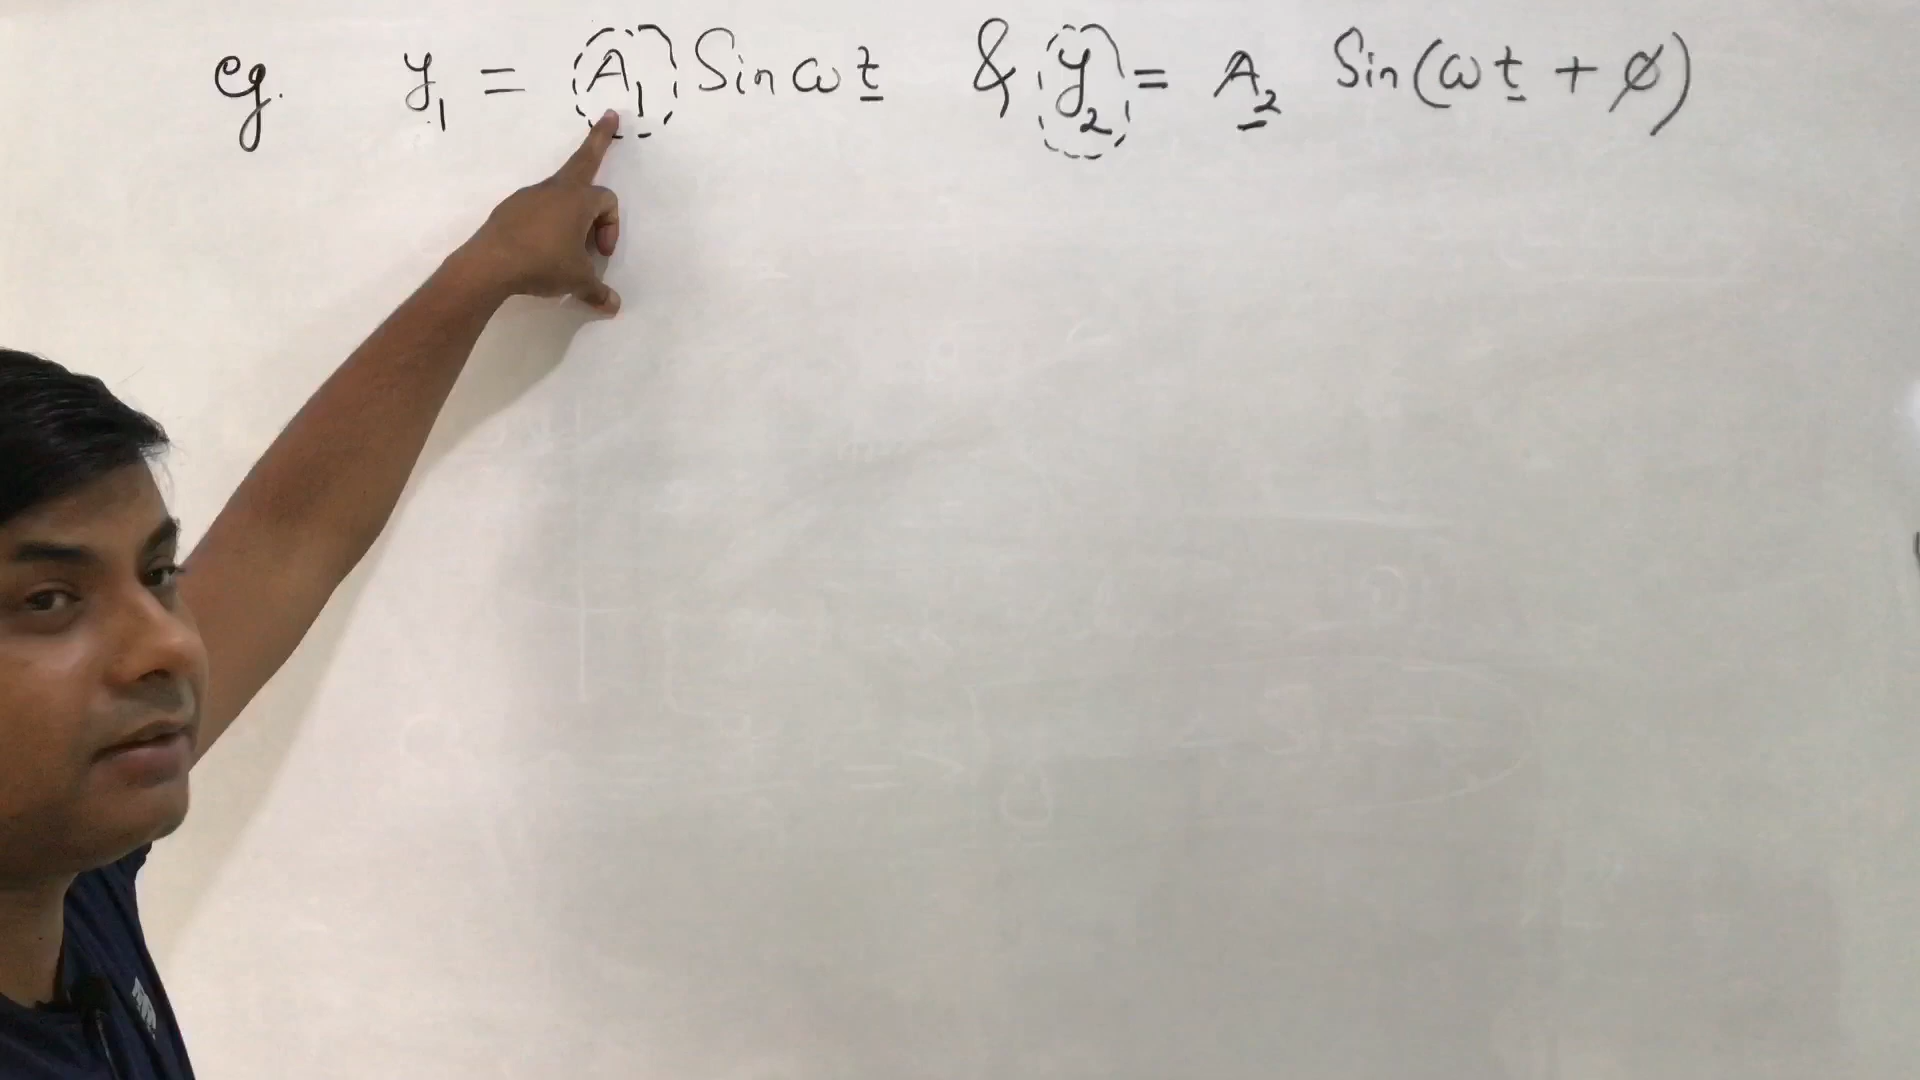 eg. y₁ = A₁ Sin ωt & y₂ = A₂ Sin(ωt + ø)